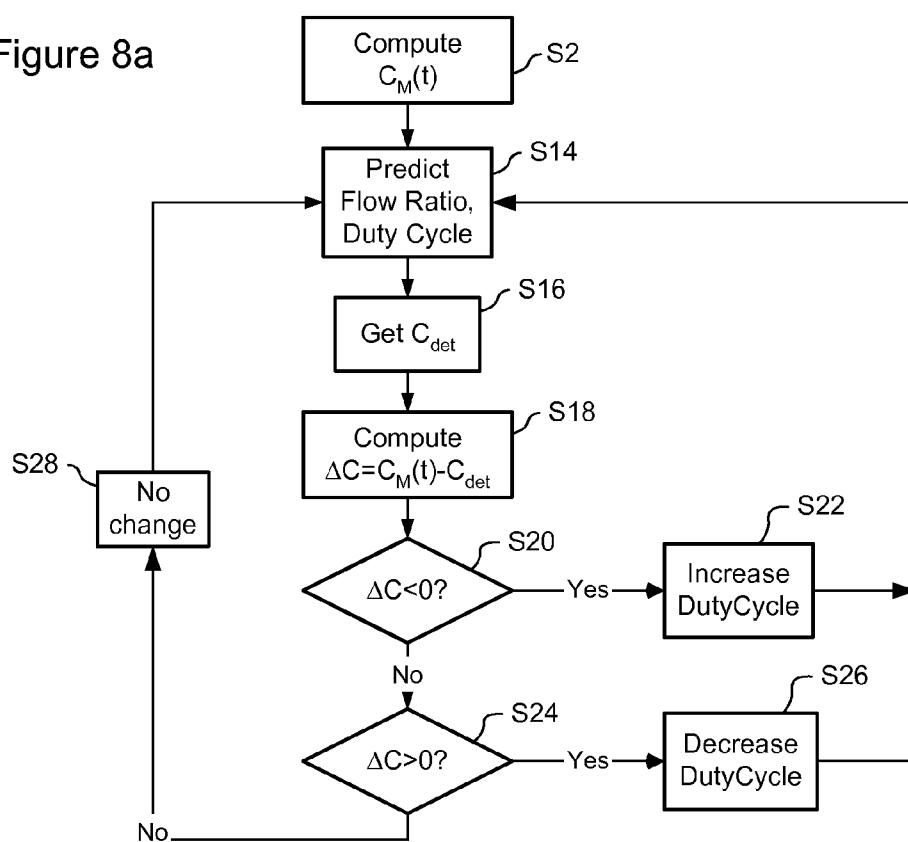 Figure 8a
Compute
C_M(t)
S2
Predict
Flow Ratio,
Duty Cycle
S14
Get C_det
S16
Compute
ΔC=C_M(t)-C_det
S18
S28
No
change
ΔC<0?
S20
Yes
Increase
DutyCycle
S22
No
ΔC>0?
S24
Yes
Decrease
DutyCycle
S26
No